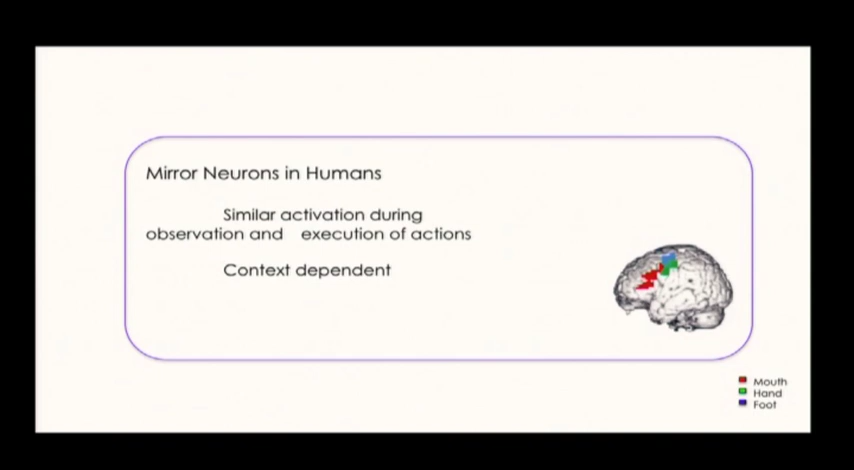 Mirror Neurons in Humans
Similar activation during
observation and execution of actions
Context dependent
Mouth
Hand
Foot